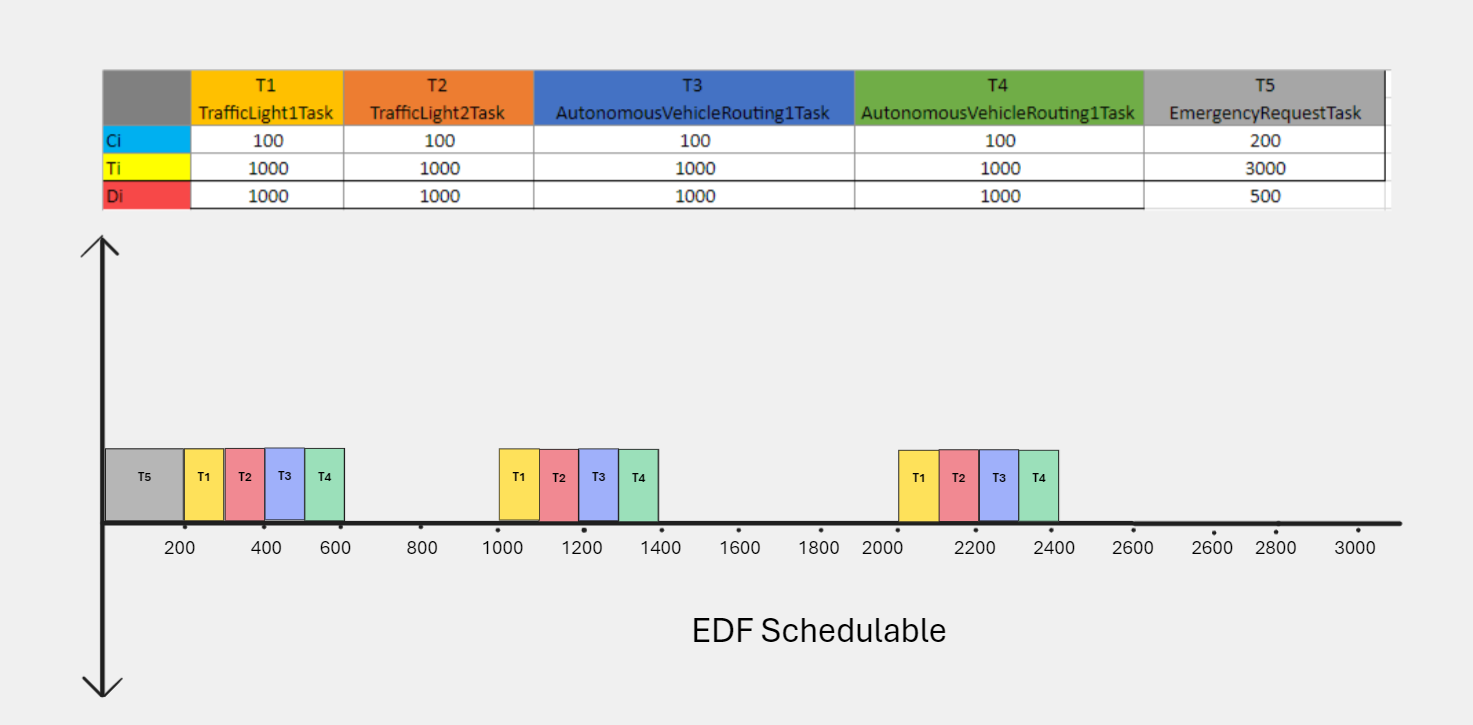 T1 T2 T3 T4 T5
TrafficLight1Task TrafficLight2Task AutonomousVehicleRouting1Task AutonomousVehicleRouting1Task EmergencyRequestTask
Ci 100 100 100 100 200
Ti 1000 1000 1000 1000 3000
Di 1000 1000 1000 1000 500
T5 T1 T2 T3 T4 T1 T2 T3 T4 T1 T2 T3 T4
200 400 600 800 1000 1200 1400 1600 1800 2000 2200 2400 2600 2600 2800 3000
EDF Schedulable